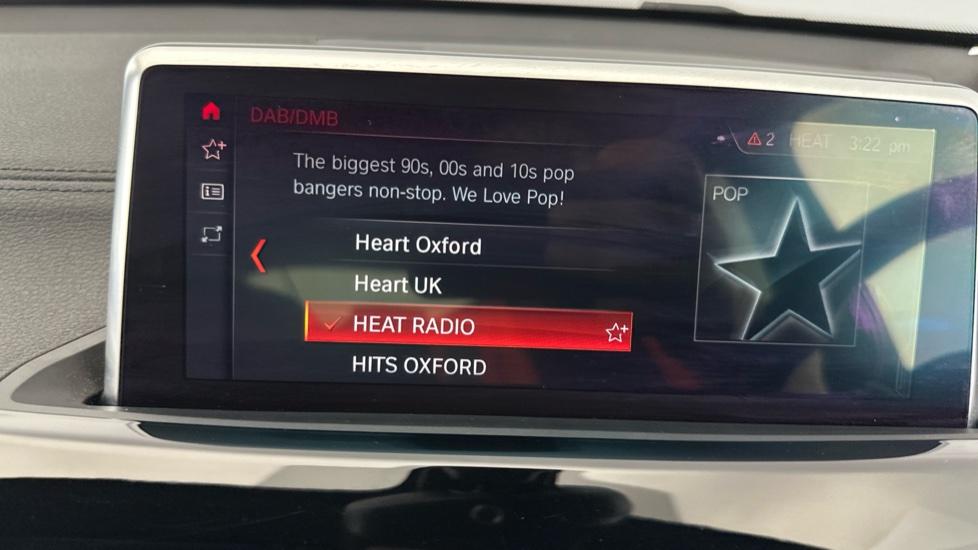 DAB/DMB
2 HEAT 3:22 pm
The biggest 90s, 00s and 10s pop
bangers non-stop. We Love Pop!
POP
Heart Oxford
Heart UK
HEAT RADIO
HITS OXFORD